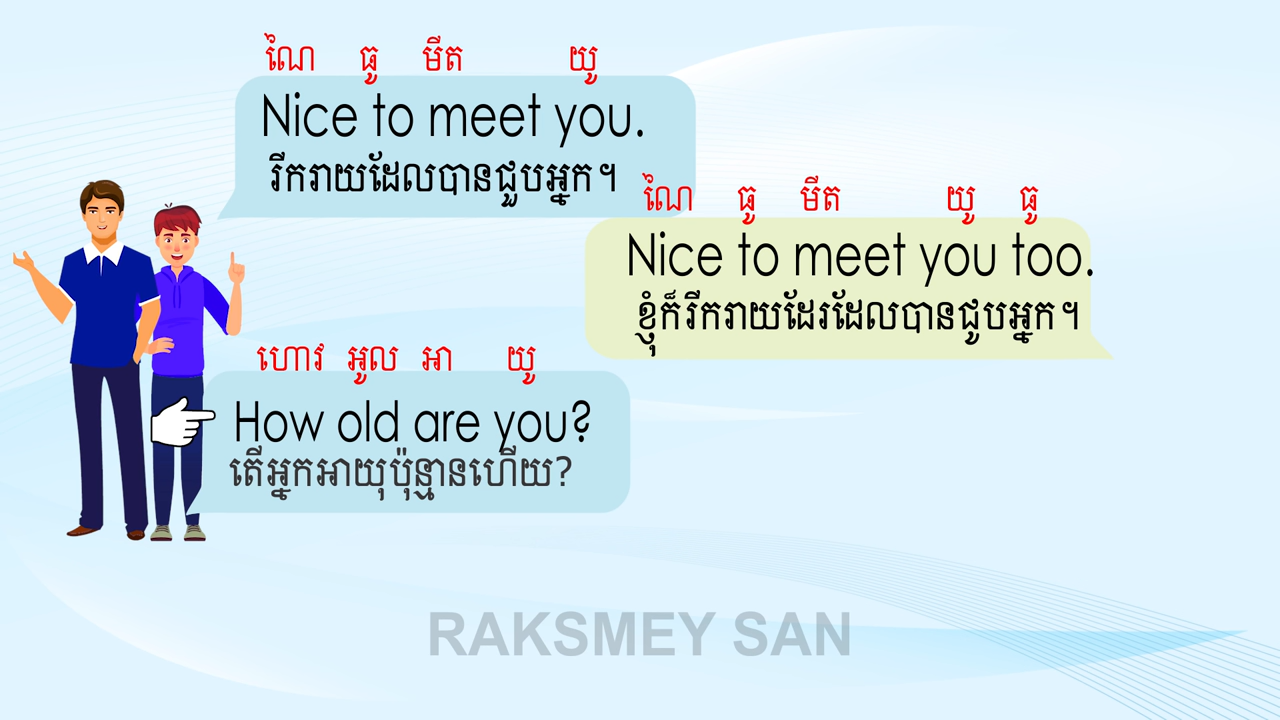 ណៃ ធូ មីត យូ
Nice to meet you.
រីករាយដែលបានជួបអ្នក។
ណៃ ធូ មីត យូ ធូ
Nice to meet you too.
ខ្ញុំក៏រីករាយដែរដែលបានជូបអ្នក។
ហោវ អូល អា យូ
How old are you?
តើអ្នកអាយុប៉ុន្មានហើយ?
RAKSMEY SAN